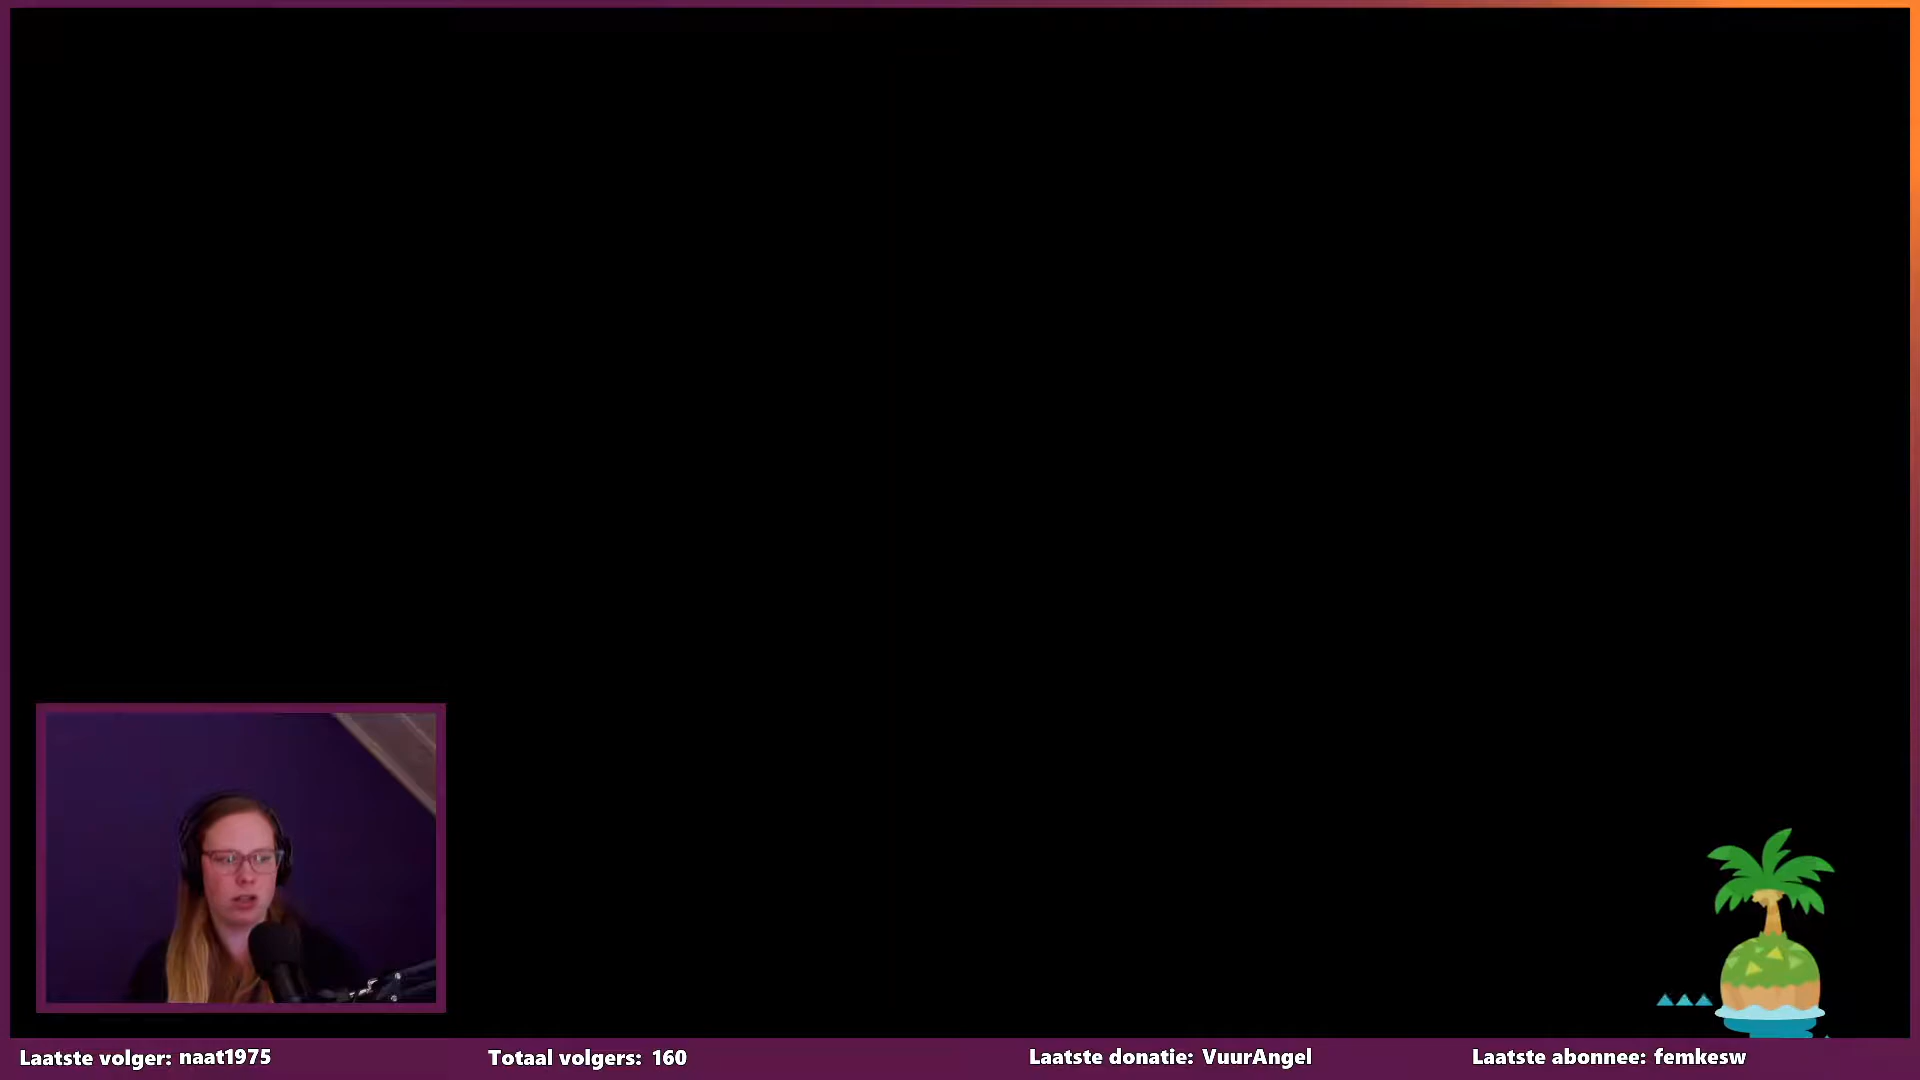 Laatste volger: naat1975
Totaal volgers: 160
Laatste donatie: VuurAngel
Laatste abonnee: femkesw